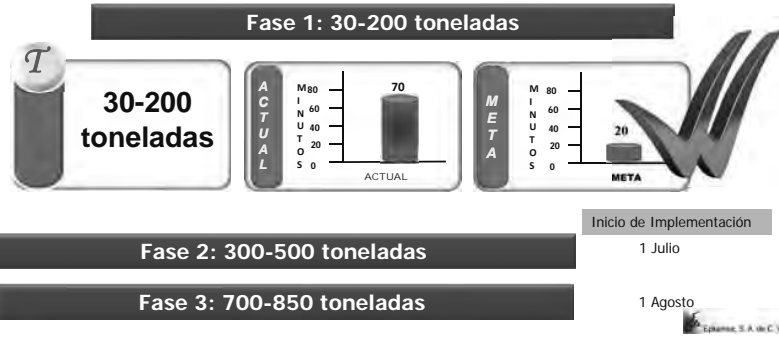 Fase 1: 30-200 toneladas
T
30-200
toneladas
ACTUAL
MINUTOS
80
60
40
20
0
70
ACTUAL
META
MINUTOS
80
60
40
20
0
20
META
Inicio de Implementación
Fase 2: 300-500 toneladas
1 Julio
Fase 3: 700-850 toneladas
1 Agosto
S.A. de C.